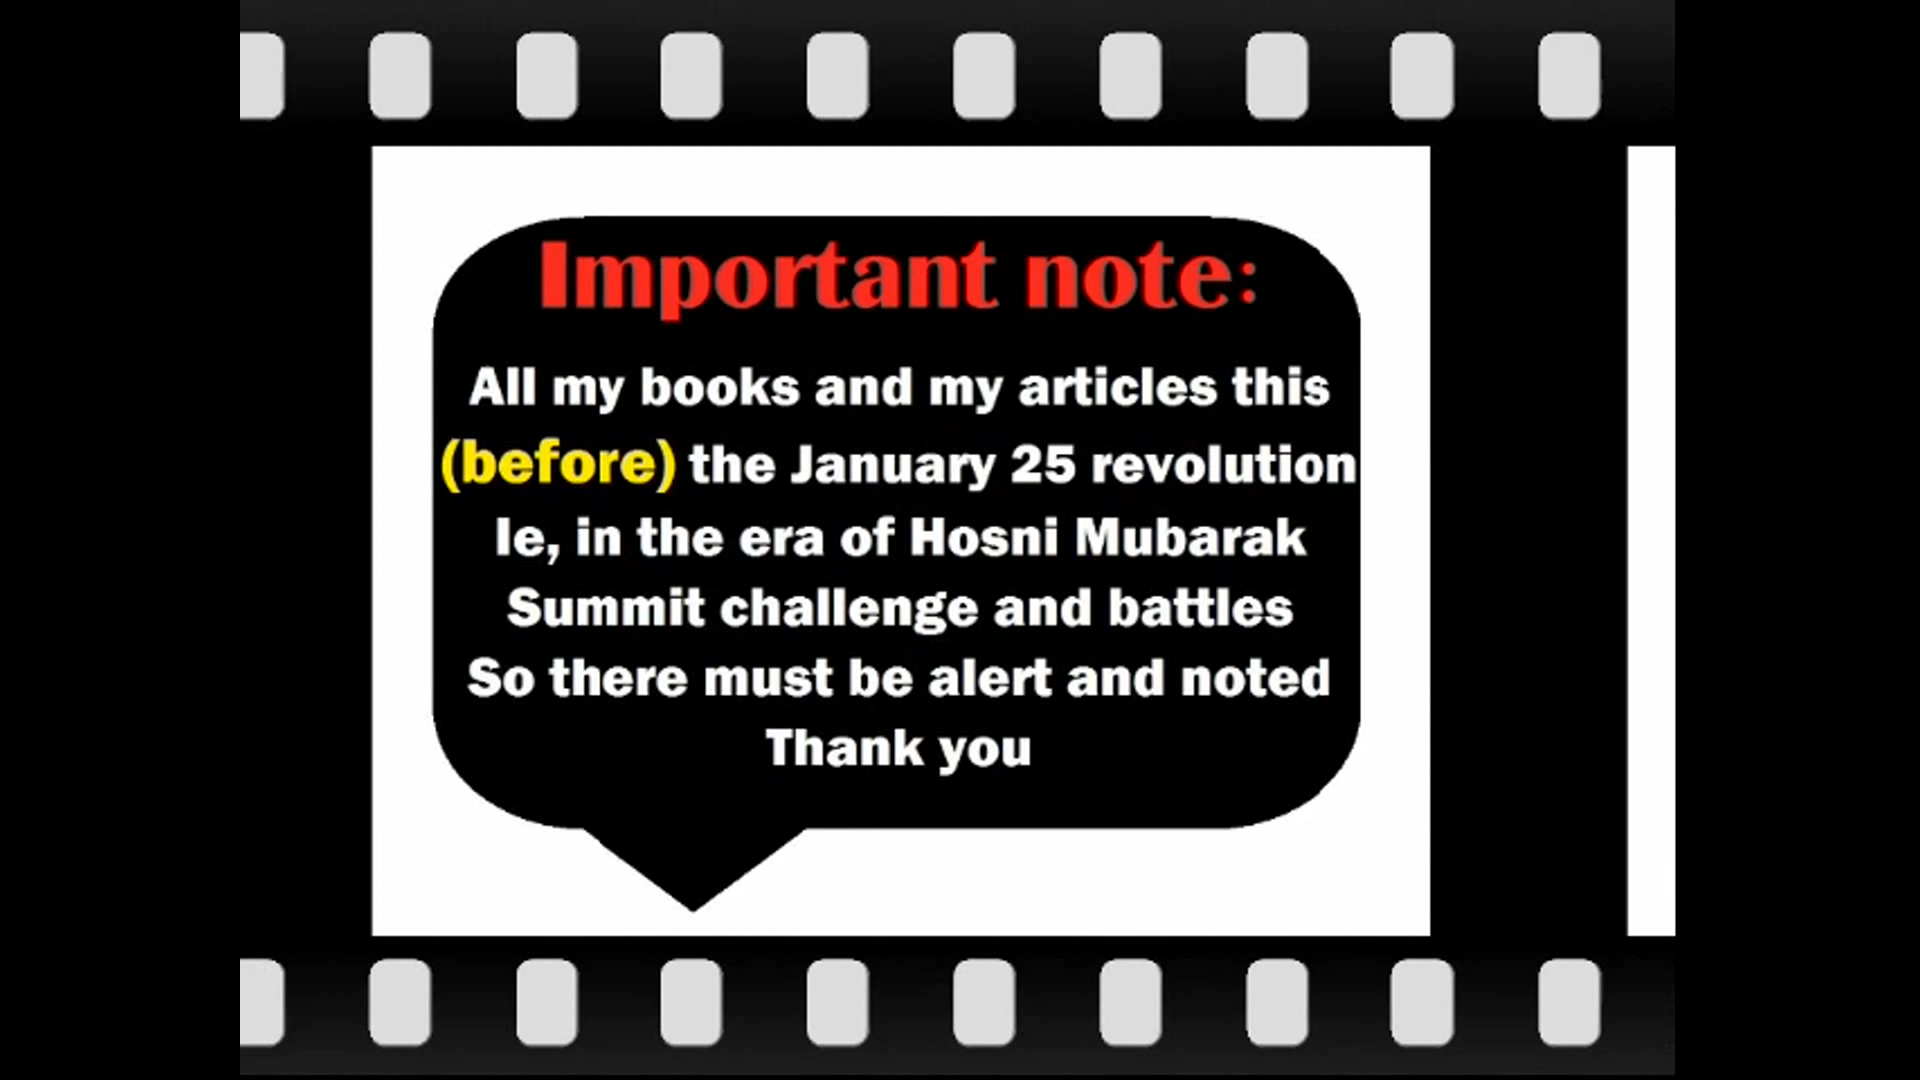 Important note:
All my books and my articles this
(before) the January 25 revolution
Ie, in the era of Hosni Mubarak
Summit challenge and battles
So there must be alert and noted
Thank you